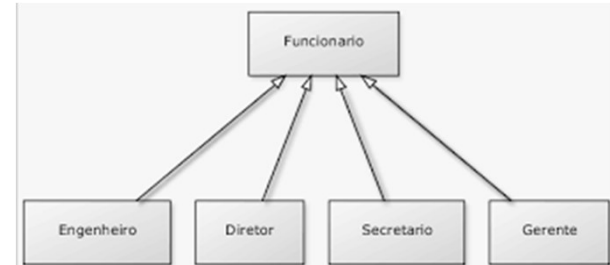 Funcionario
Engenheiro
Diretor
Secretario
Gerente